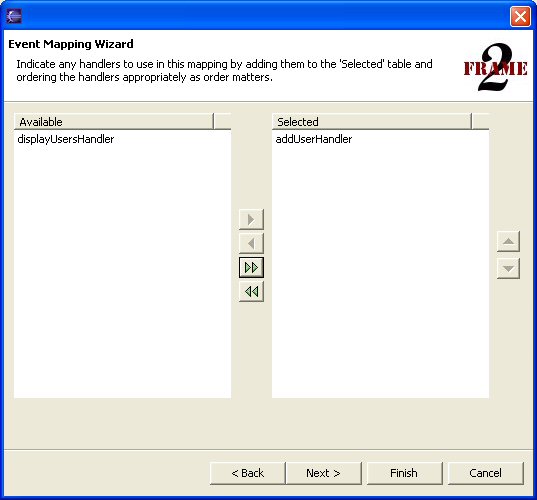 Event Mapping Wizard
Indicate any handlers to use in this mapping by adding them to the 'Selected' table and
ordering the handlers appropriately as order matters.
FRAME
2
Available
Selected
displayUsersHandler
addUserHandler
< Back
Next >
Finish
Cancel